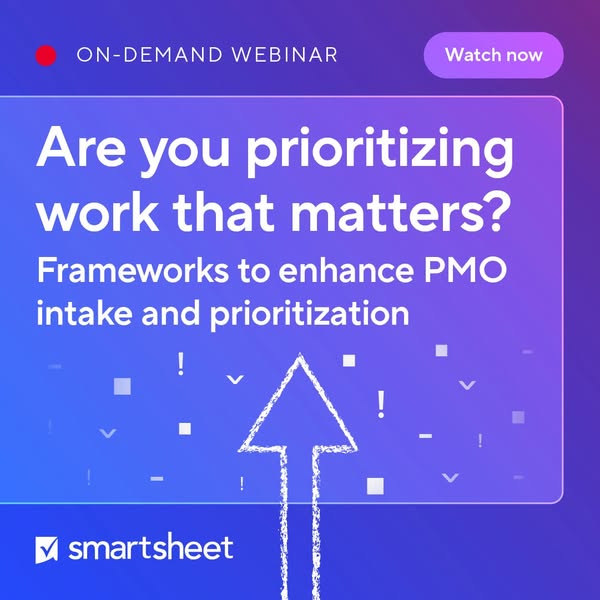 ON-DEMAND WEBINAR
Watch now
Are you prioritizing
work that matters?
Frameworks to enhance PMO
intake and prioritization
smartsheet